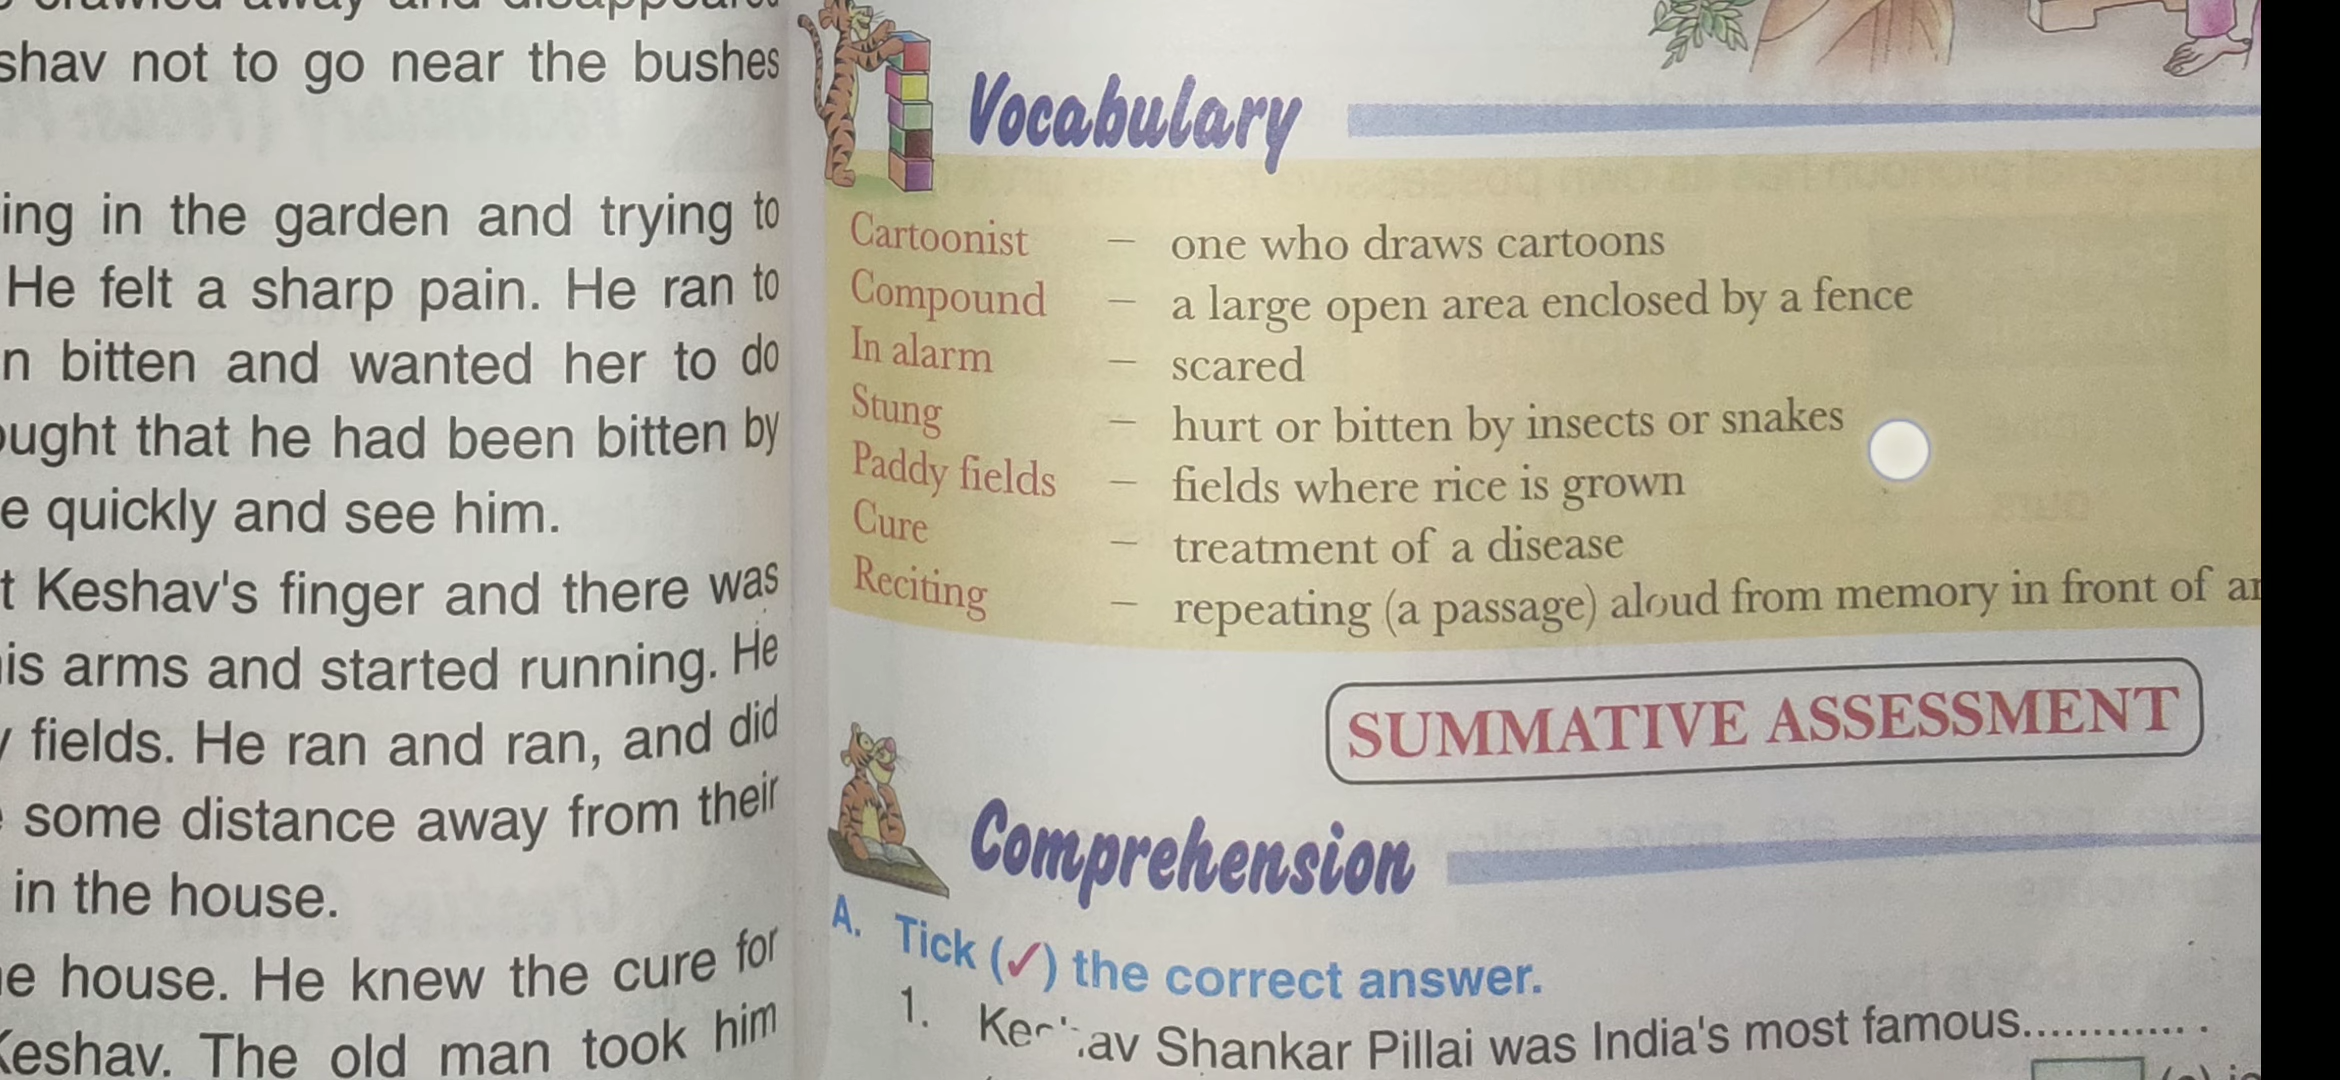 shav not to go near the bushes
ing in the garden and trying to
He felt a sharp pain. He ran to
n bitten and wanted her to do
ought that he had been bitten by
e quickly and see him.
t Keshav's finger and there was
is arms and started running. He
y fields. He ran and ran, and did
some distance away from their
in the house.
e house. He knew the cure for
Keshav. The old man took him
Vocabulary
Cartoonist – one who draws cartoons
Compound – a large open area enclosed by a fence
In alarm – scared
Stung – hurt or bitten by insects or snakes
Paddy fields – fields where rice is grown
Cure – treatment of a disease
Reciting – repeating (a passage) aloud from memory in front of
SUMMATIVE ASSESSMENT
Comprehension
A. Tick (✓) the correct answer.
1. Shankar Pillai was India's most famous.............